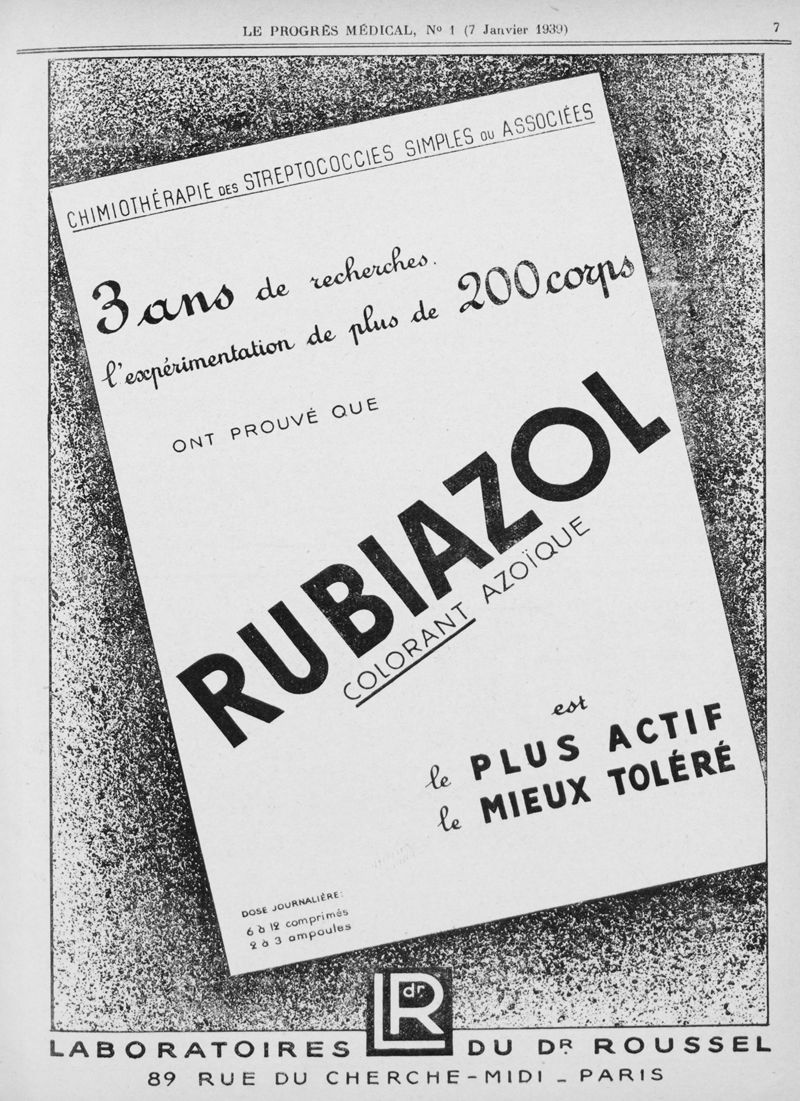 LE PROGRÈS MÉDICAL, Nº 1 (7 Janvier 1939)
7
CHIMIOTHÉRAPIE DES STREPTOCOCCIES SIMPLES OU ASSOCIÉES
3 ans de recherches.
l'expérimentation de plus de 200 corps
ONT PROUVÉ QUE
RUBIAZOL
COLORANT AZOÏQUE
est
le PLUS ACTIF
le MIEUX TOLÉRÉ
DOSE JOURNALIÈRE:
6 à 12 comprimés
2 à 3 ampoules
dr
LR
LABORATOIRES DU DR ROUSSEL
89 RUE DU CHERCHE-MIDI _ PARIS